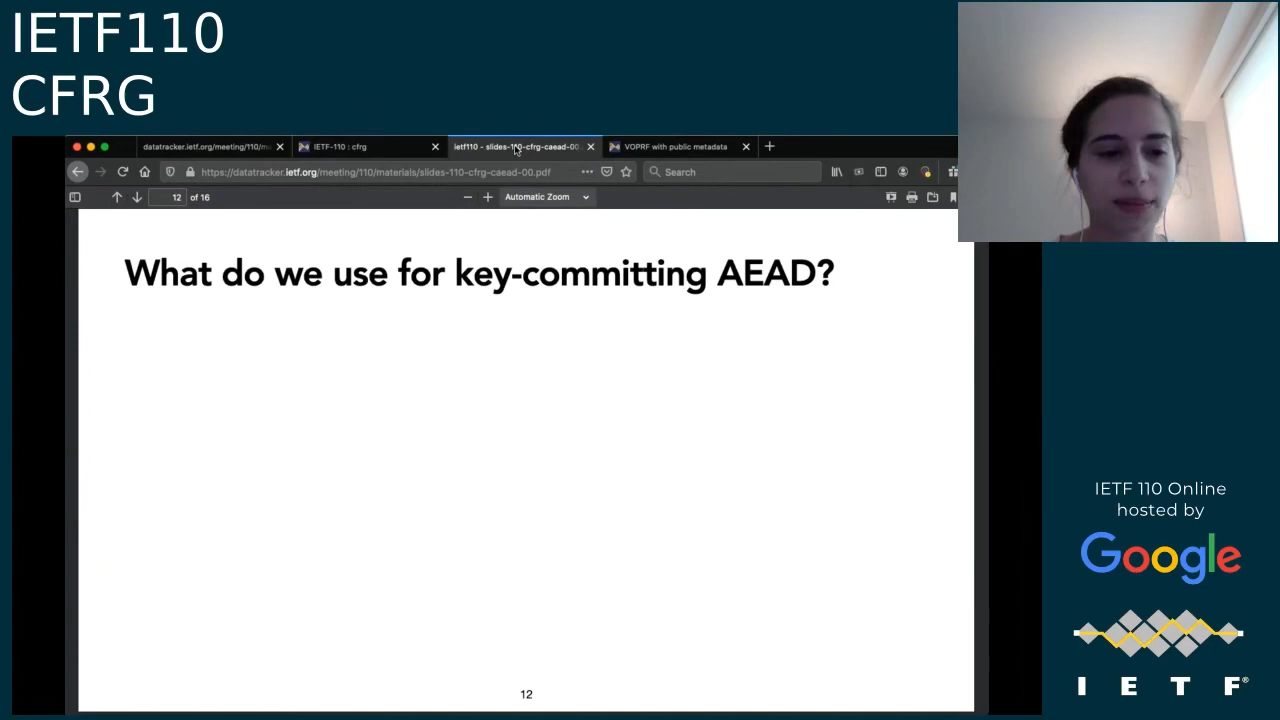 IETF110
CFRG
datatracker.ietf.org/meeting/110/m
IETF-110 : cfrg
ietf110 - slides-110-cfrg-caead-00.
VOPRF with public metadata
https://datatracker.ietf.org/meeting/110/materials/slides-110-cfrg-caead-00.pdf
Search
12 of 16
Automatic Zoom
What do we use for key-committing AEAD?
12
IETF 110 Online
hosted by
Google
I E T F®